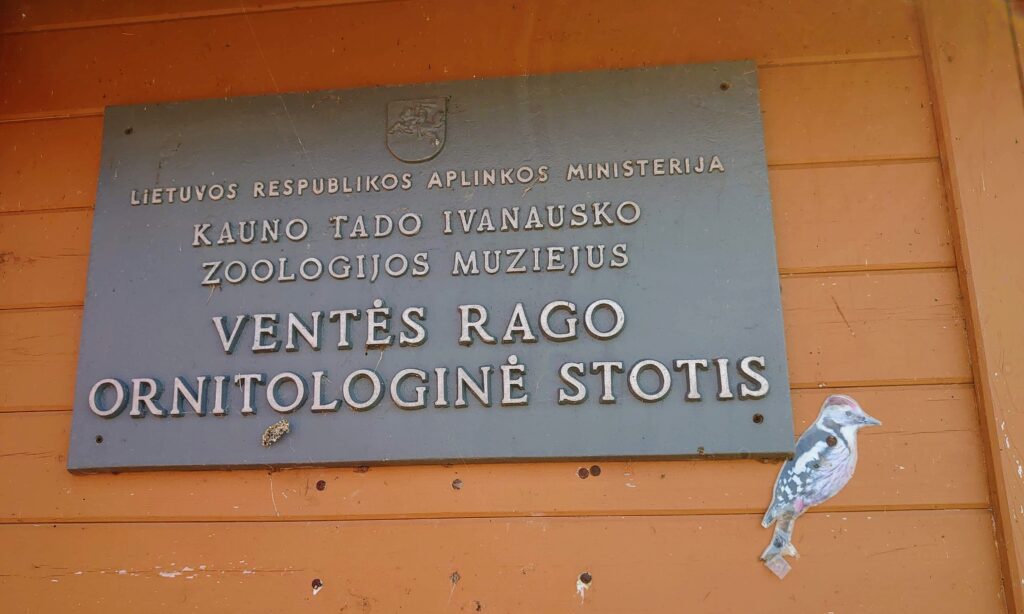 LIETUVOS RESPUBLIKOS APLINKOS MINISTERIJA
KAUNO TADO IVANAUSKO
ZOOLOGIJOS MUZIEJUS
VENTĖS RAGO
ORNITOLOGINĖ STOTIS